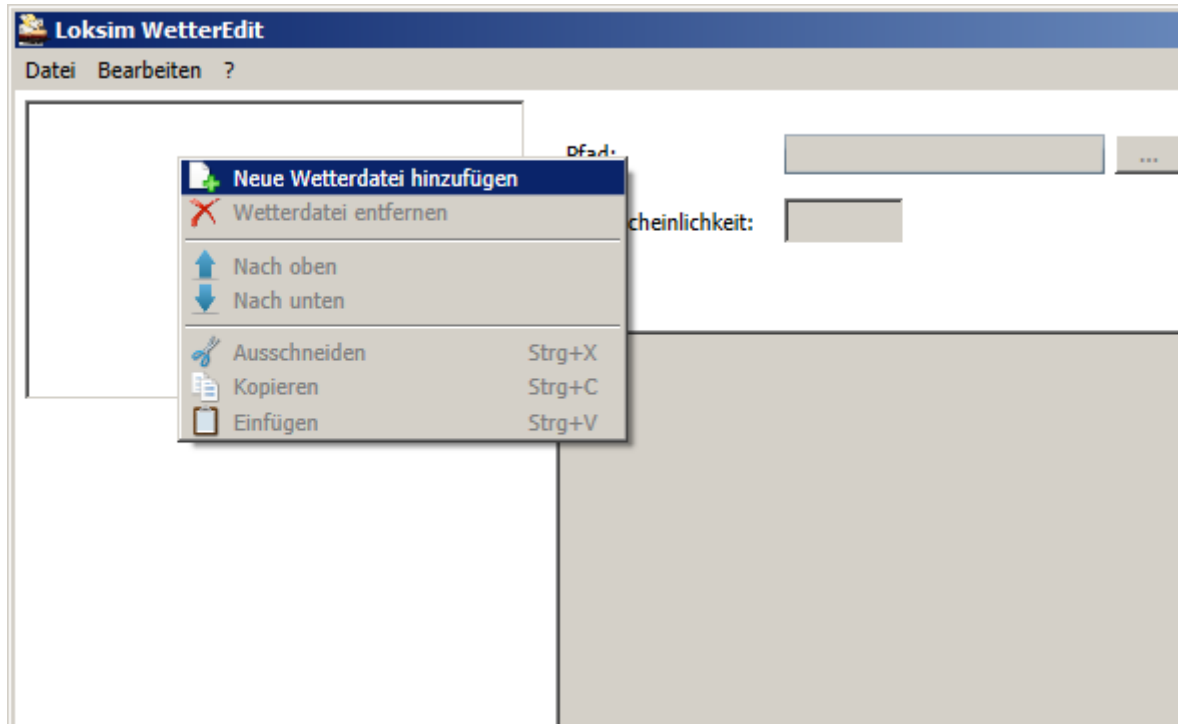 Loksim WetterEdit
Datei Bearbeiten ?
Pfad:
...
Neue Wetterdatei hinzufügen
Wetterdatei entfernen
cheinlichkeit:
Nach oben
Nach unten
Ausschneiden Strg+X
Kopieren Strg+C
Einfügen Strg+V